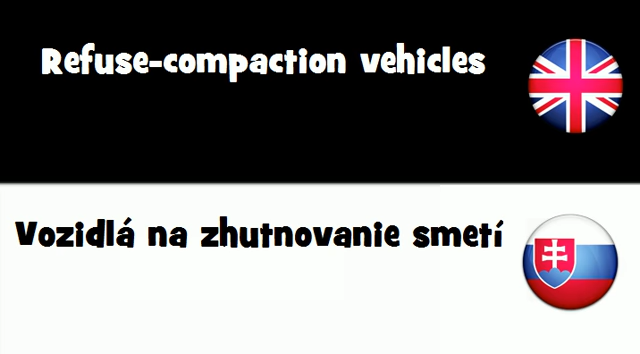 Refuse-compaction vehicles
Vozidlá na zhutnovanie smetí